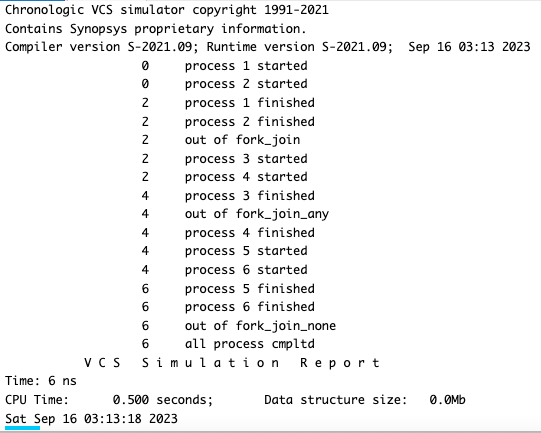 Chronologic VCS simulator copyright 1991-2021
Contains Synopsys proprietary information.
Compiler version S-2021.09; Runtime version S-2021.09;  Sep 16 03:13 2023
0 process 1 started
0 process 2 started
2 process 1 finished
2 process 2 finished
2 out of fork_join
2 process 3 started
2 process 4 started
4 process 3 finished
4 out of fork_join_any
4 process 4 finished
4 process 5 started
4 process 6 started
6 process 5 finished
6 process 6 finished
6 out of fork_join_none
6 all process cmpltd
V C S   S i m u l a t i o n   R e p o r t
Time: 6 ns
CPU Time:      0.500 seconds;       Data structure size:   0.0Mb
Sat Sep 16 03:13:18 2023